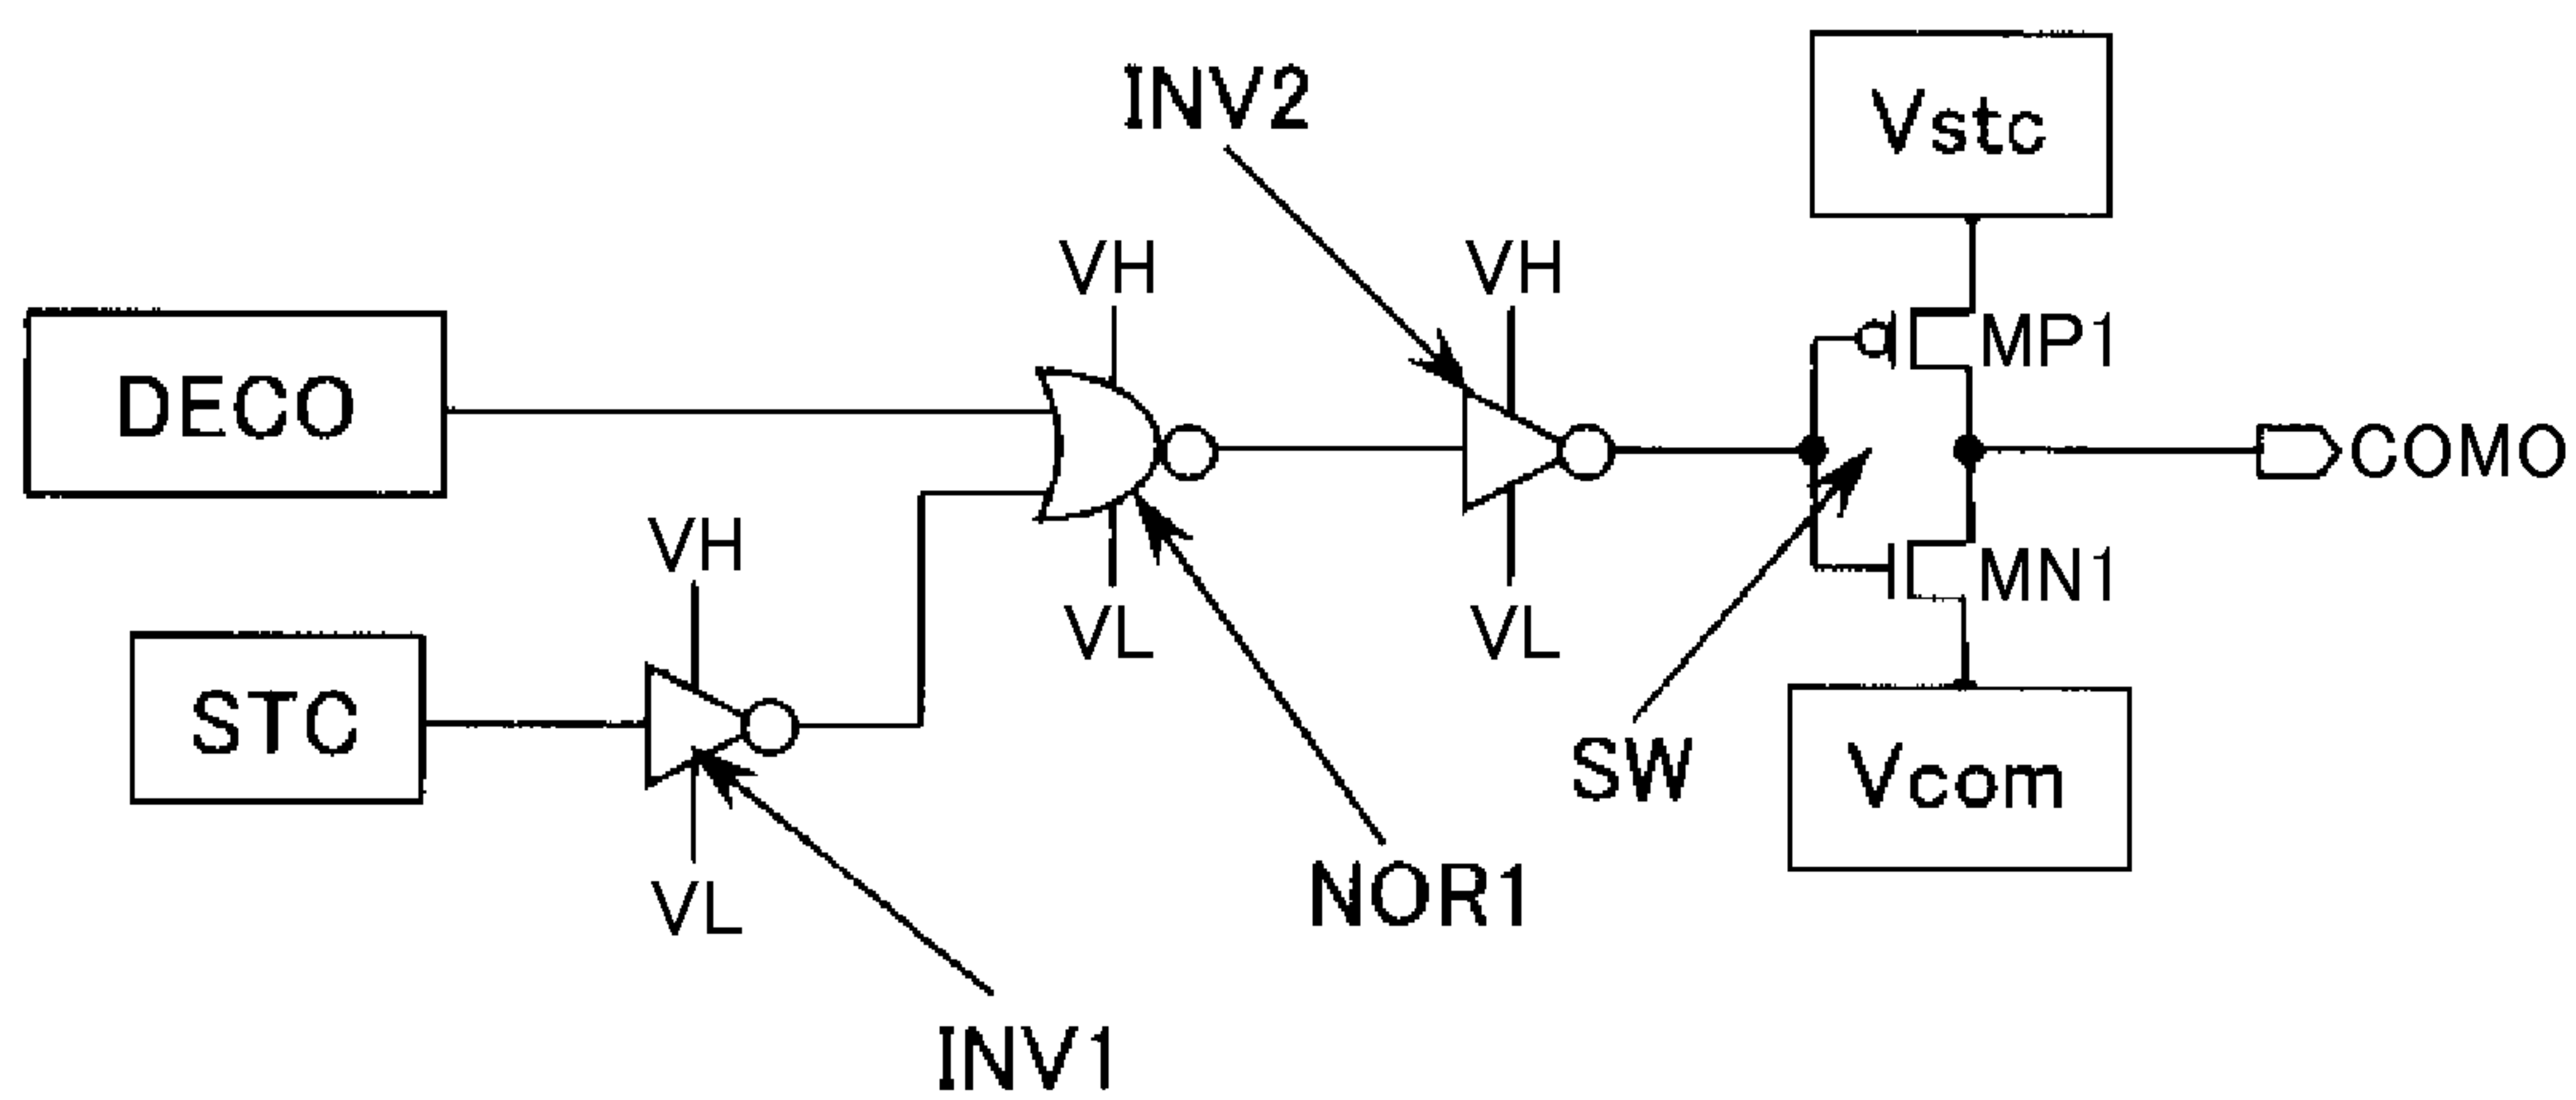 INV2
Vstc
VH
VH
MP1
DECO
COMO
VH
MN1
VL
VL
STC
SW
Vcom
VL
NOR1
INV1